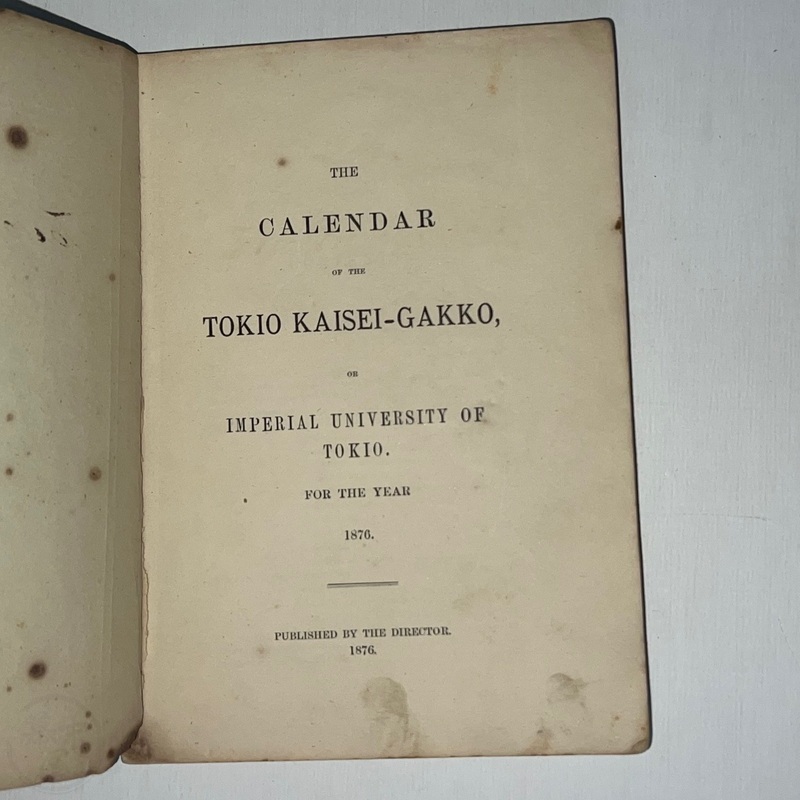 THE
CALENDAR
OF THE
TOKIO KAISEI-GAKKO,
OR
IMPERIAL UNIVERSITY OF
TOKIO.
FOR THE YEAR
1876.
PUBLISHED BY THE DIRECTOR.
1876.